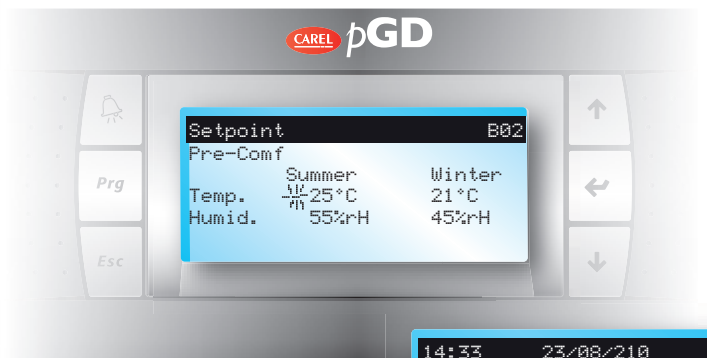 CAREL pGD
Setpoint B02
Pre-Comf
Summer Winter
Temp. 25°C 21°C
Prg
Humid. 55%rH 45%rH
Esc
14:33 23/08/210